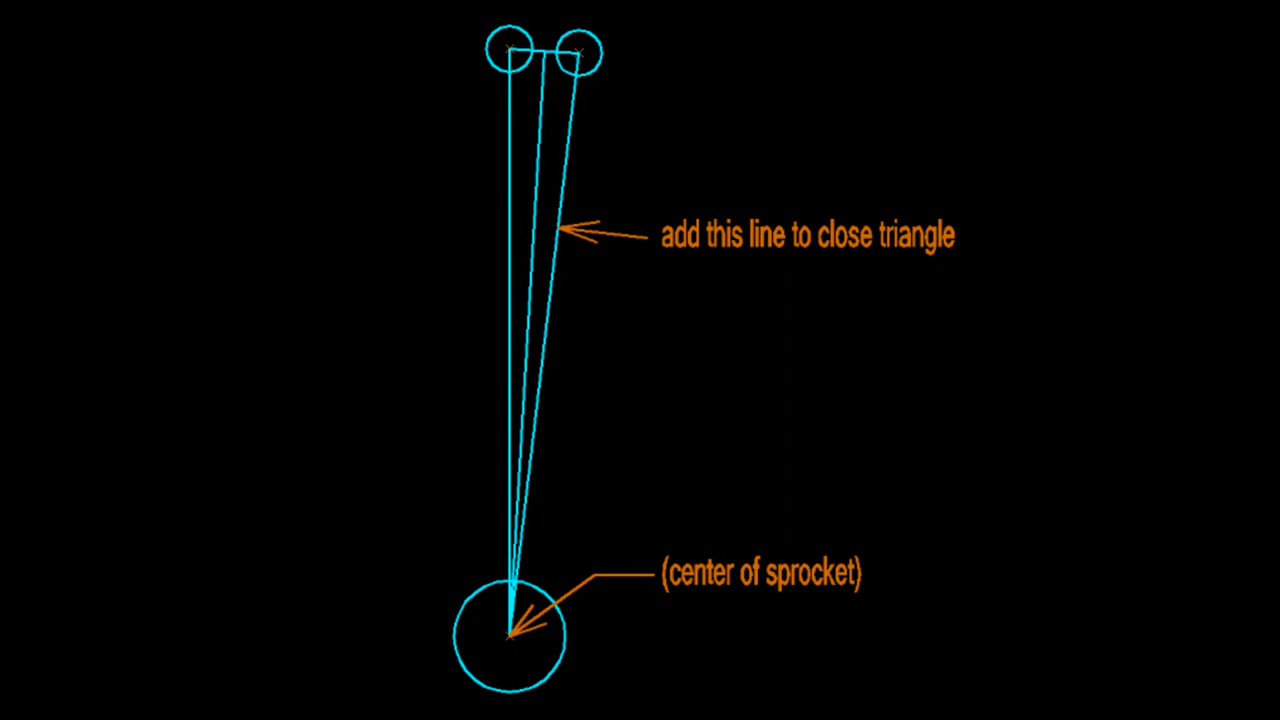 add this line to close triangle
(center of sprocket)